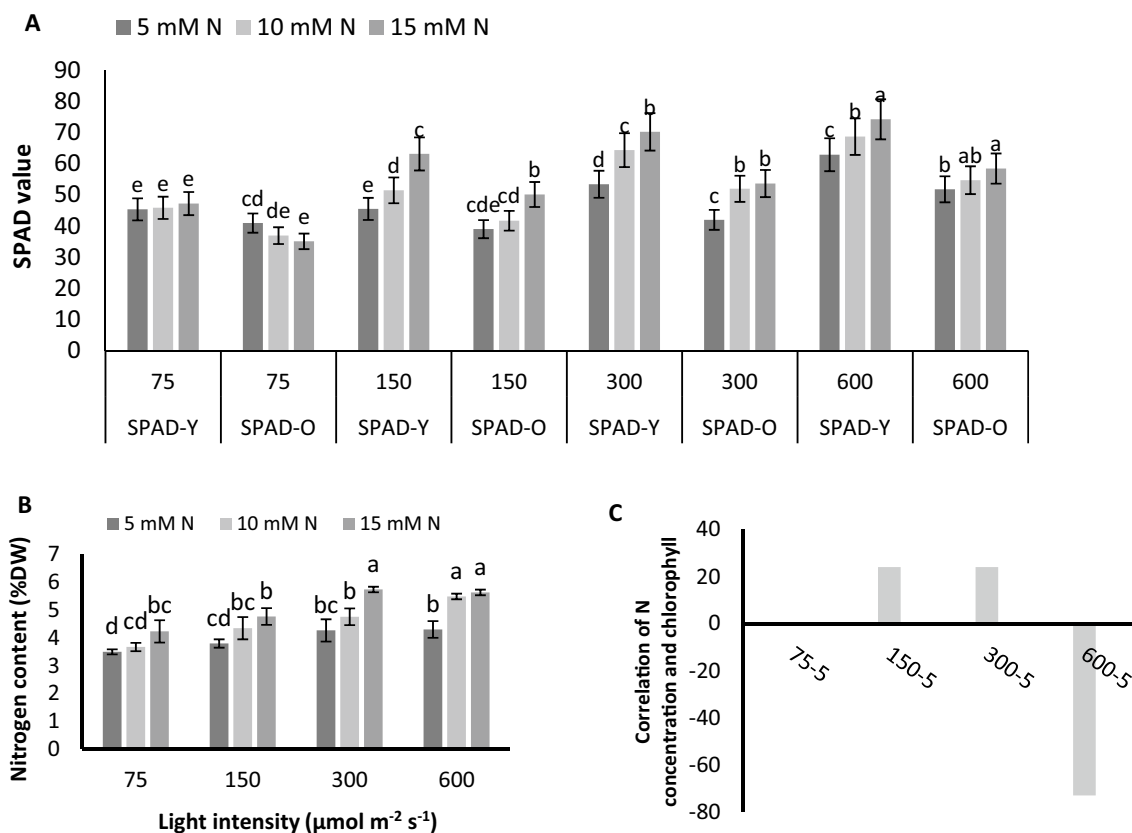 A
5 mM N 10 mM N 15 mM N
SPAD value
90
80
70
60
50
40
30
20
10
0
e e e cd de e e d c cde cd b d c b c b b c b a b ab a
75 75 150 150 300 300 600 600
SPAD-Y SPAD-O SPAD-Y SPAD-O SPAD-Y SPAD-O SPAD-Y SPAD-O
B
5 mM N 10 mM N 15 mM N
Nitrogen content (%DW)
7
6
5
4
3
2
1
0
d cd bc cd bc b bc b a b a a
75 150 300 600
Light intensity (µmol m⁻² s⁻¹)
C
Correlation of N
concentration and chlorophyll
40
20
0
-20
-40
-60
-80
75-5 150-5 300-5 600-5